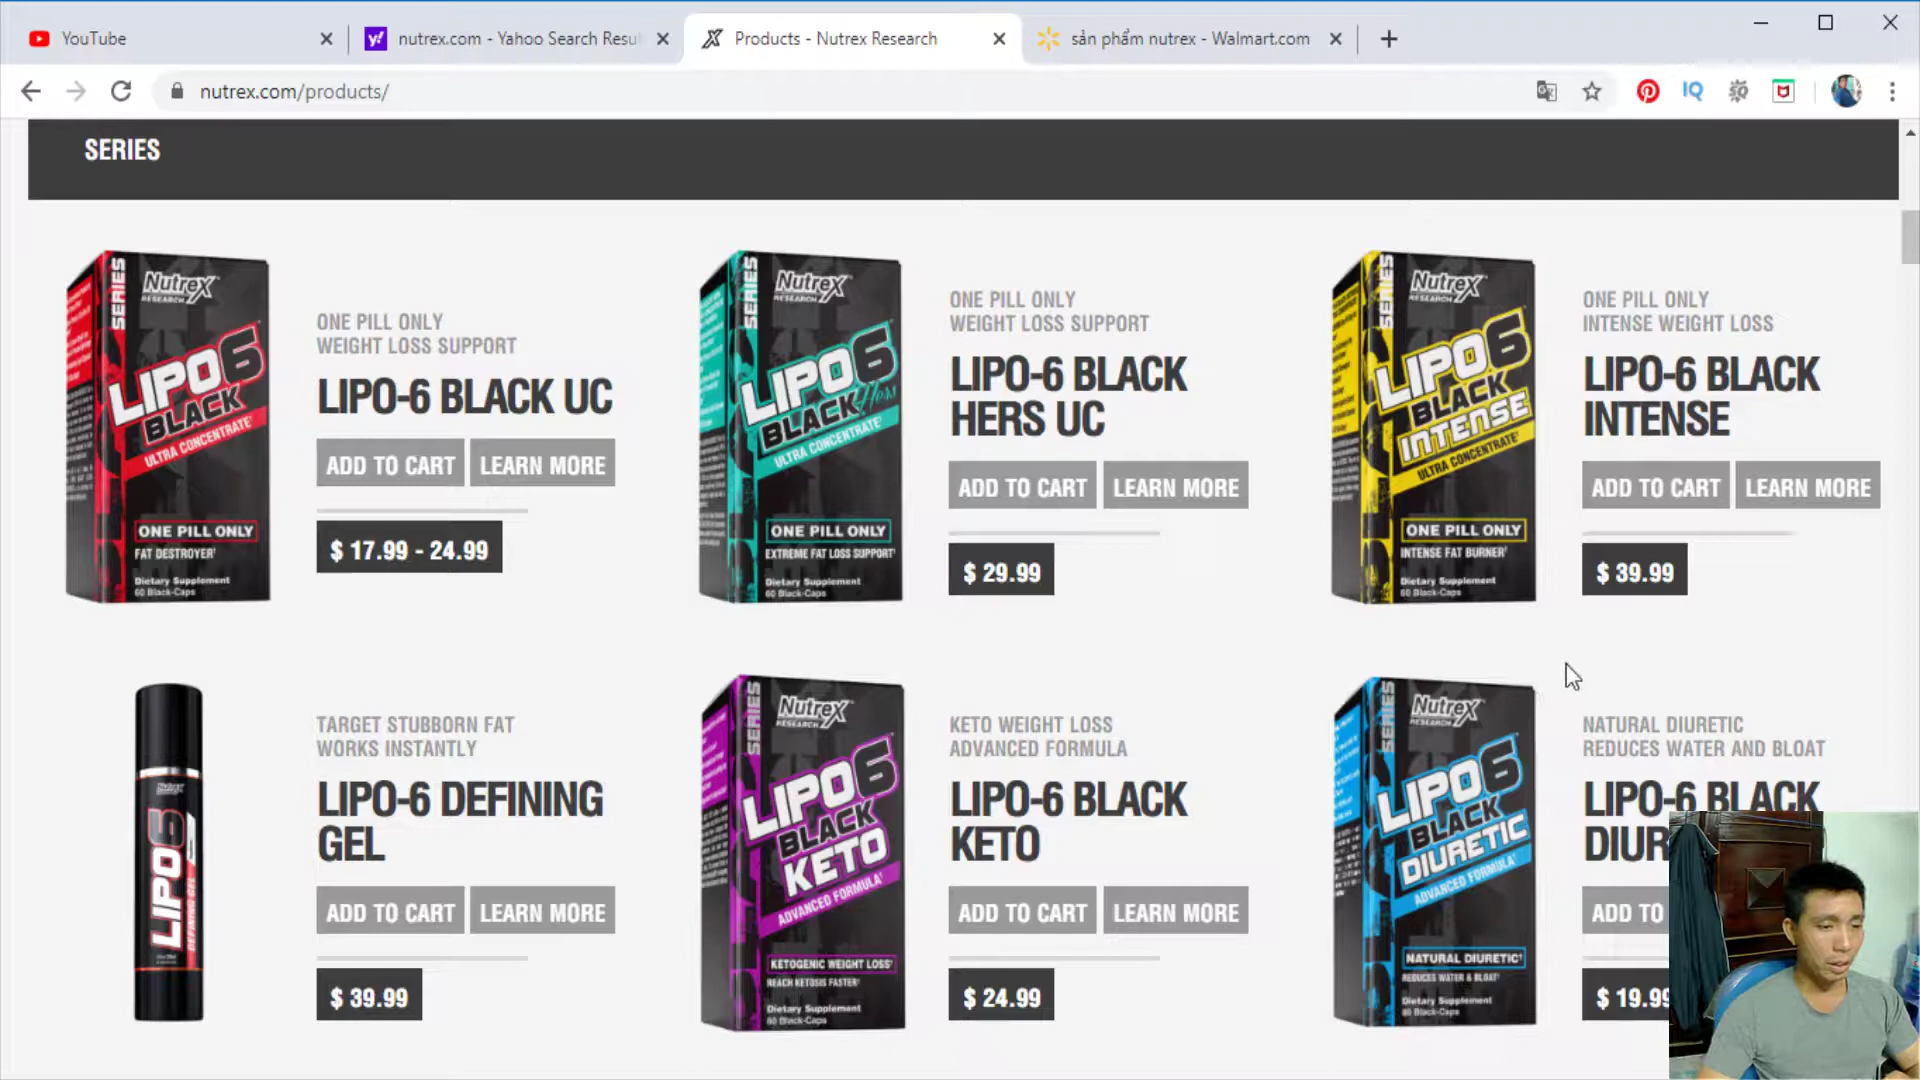 YouTube
nutrex.com - Yahoo Search Resu
Products - Nutrex Research
sản phẩm nutrex - Walmart.com
nutrex.com/products/
IQ
SERIES
SERIES
Nutrex
RESEARCH
LIPO6
BLACK
ULTRA CONCENTRATE
ONE PILL ONLY
FAT DESTROYER
Dietary Supplement
60 Black-Caps
ONE PILL ONLY
WEIGHT LOSS SUPPORT
LIPO-6 BLACK UC
ADD TO CART
LEARN MORE
$ 17.99 - 24.99
SERIES
Nutrex
RESEARCH
LIPO6
BLACK Hers
ULTRA CONCENTRATE
ONE PILL ONLY
EXTREME FAT LOSS SUPPORT
Dietary Supplement
60 Black-Caps
ONE PILL ONLY
WEIGHT LOSS SUPPORT
LIPO-6 BLACK
HERS UC
ADD TO CART
LEARN MORE
$ 29.99
SERIES
Nutrex
RESEARCH
LIPO6
BLACK
INTENSE
ULTRA CONCENTRATE
ONE PILL ONLY
INTENSE FAT BURNER
Dietary Supplement
60 Black-Caps
ONE PILL ONLY
INTENSE WEIGHT LOSS
LIPO-6 BLACK
INTENSE
ADD TO CART
LEARN MORE
$ 39.99
Nutrex
LIPO6
DEFINING GEL
TARGET STUBBORN FAT
WORKS INSTANTLY
LIPO-6 DEFINING
GEL
ADD TO CART
LEARN MORE
$ 39.99
SERIES
Nutrex
RESEARCH
LIPO6
BLACK
KETO
ADVANCED FORMULA
KETOGENIC WEIGHT LOSS
REACH KETOSIS FASTER
Dietary Supplement
60 Black-Caps
KETO WEIGHT LOSS
ADVANCED FORMULA
LIPO-6 BLACK
KETO
ADD TO CART
LEARN MORE
$ 24.99
SERIES
Nutrex
RESEARCH
LIPO6
BLACK
DIURETIC
ADVANCED FORMULA
NATURAL DIURETIC
REDUCES WATER & BLOAT
Dietary Supplement
80 Black-Caps
NATURAL DIURETIC
REDUCES WATER AND BLOAT
LIPO-6 BLACK
DIUR
ADD TO
$ 19.99